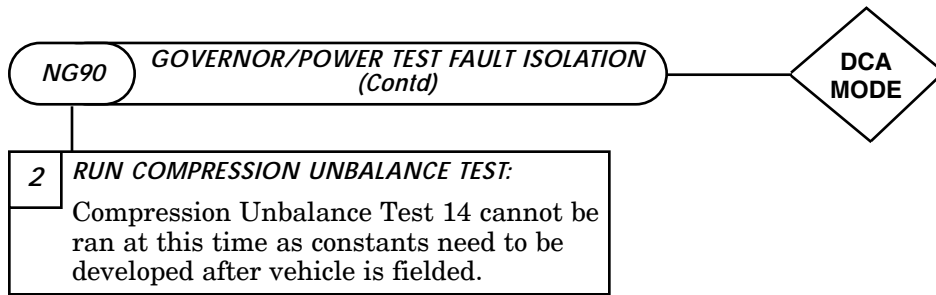 NG90
GOVERNOR/POWER TEST FAULT ISOLATION
(Contd)
DCA
MODE
2
RUN COMPRESSION UNBALANCE TEST:
Compression Unbalance Test 14 cannot be
ran at this time as constants need to be
developed after vehicle is fielded.